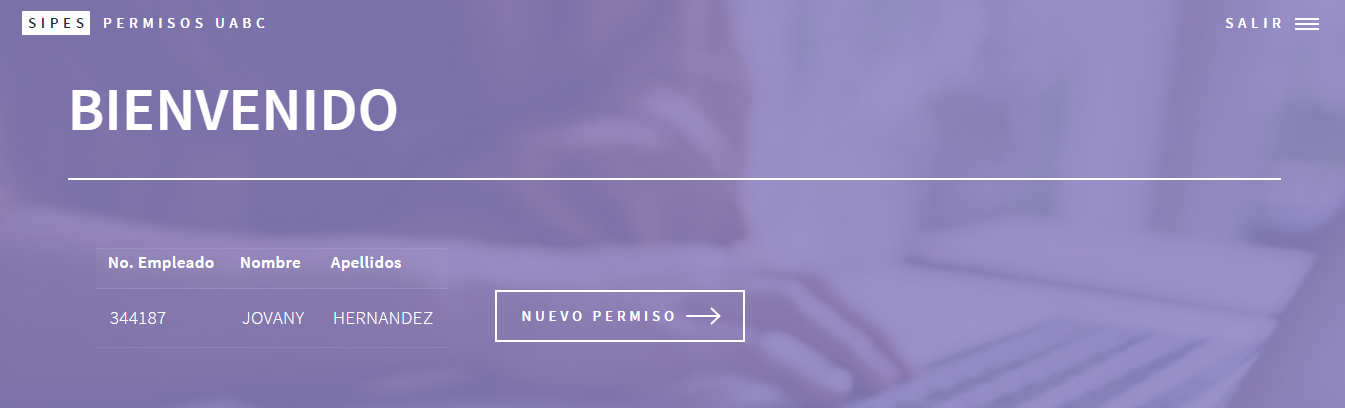 SIPES PERMISOS UABC SALIR
BIENVENIDO
No. Empleado Nombre Apellidos
344187 JOVANY HERNANDEZ
NUEVO PERMISO